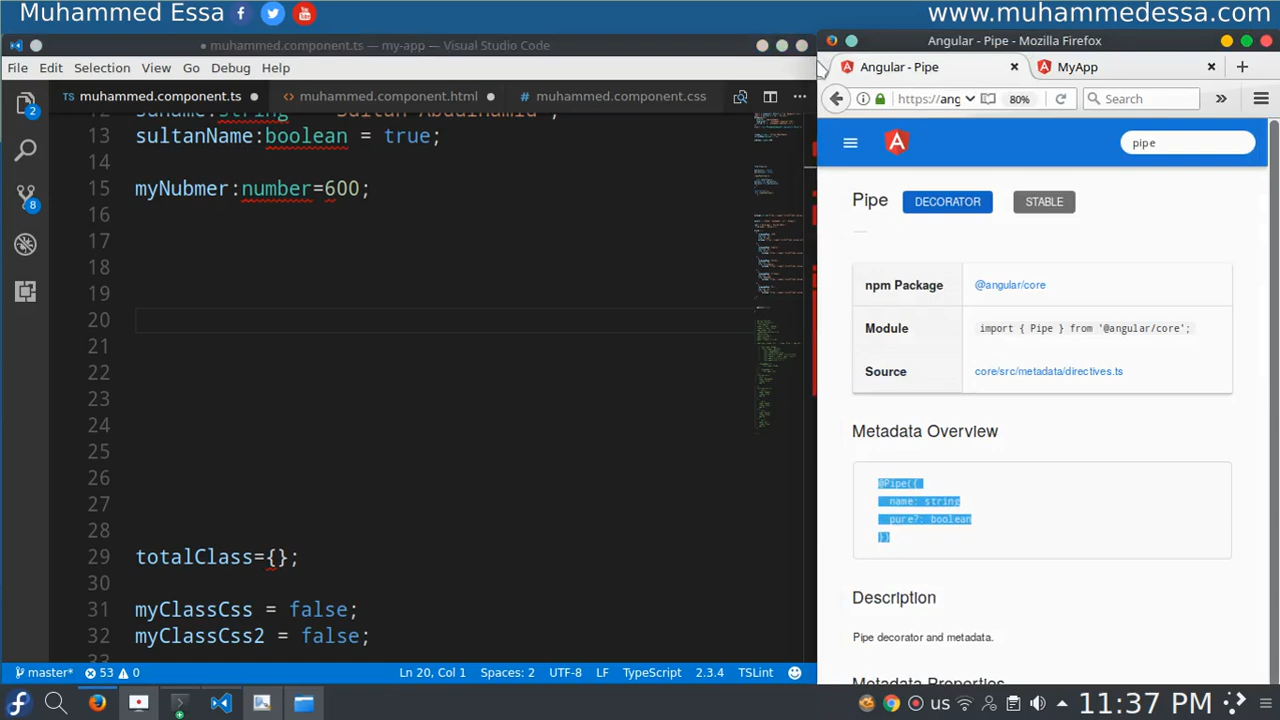 Muhammed Essa
www.muhammedessa.com
● muhammed.component.ts — my-app — Visual Studio Code
Angular - Pipe - Mozilla Firefox
File Edit Selection View Go Debug Help
Angular - Pipe
MyApp
TS muhammed.component.ts
<> muhammed.component.html
# muhammed.component.css
https://ang
80%
Search
13 sultanName:boolean = true;
14
15 myNubmer:number=600;
16
17
18
19
20
21
22
23
24
25
26
27
28
29 totalClass={};
30
31 myClassCss = false;
32 myClassCss2 = false;
2
8
pipe
Pipe DECORATOR STABLE
npm Package @angular/core
Module import { Pipe } from '@angular/core';
Source core/src/metadata/directives.ts
Metadata Overview
@Pipe({
name: string
pure?: boolean
})
Description
Pipe decorator and metadata.
Metadata Properties
master* 53 0 Ln 20, Col 1 Spaces: 2 UTF-8 LF TypeScript 2.3.4 TSLint
us 11:37 PM